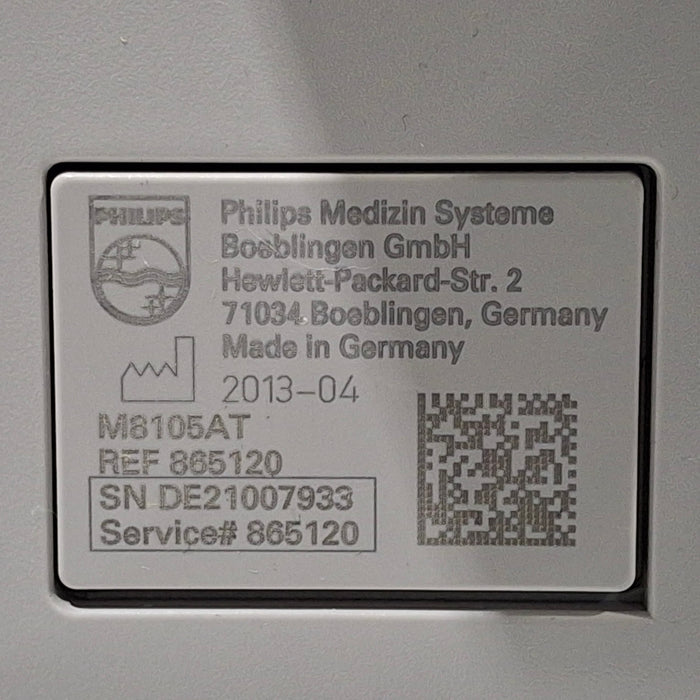 PHILIPS
Philips Medizin Systeme
Boeblingen GmbH
Hewlett-Packard-Str. 2
71034 Boeblingen, Germany
Made in Germany
2013-04
M8105AT
REF 865120
SN DE21007933
Service# 865120